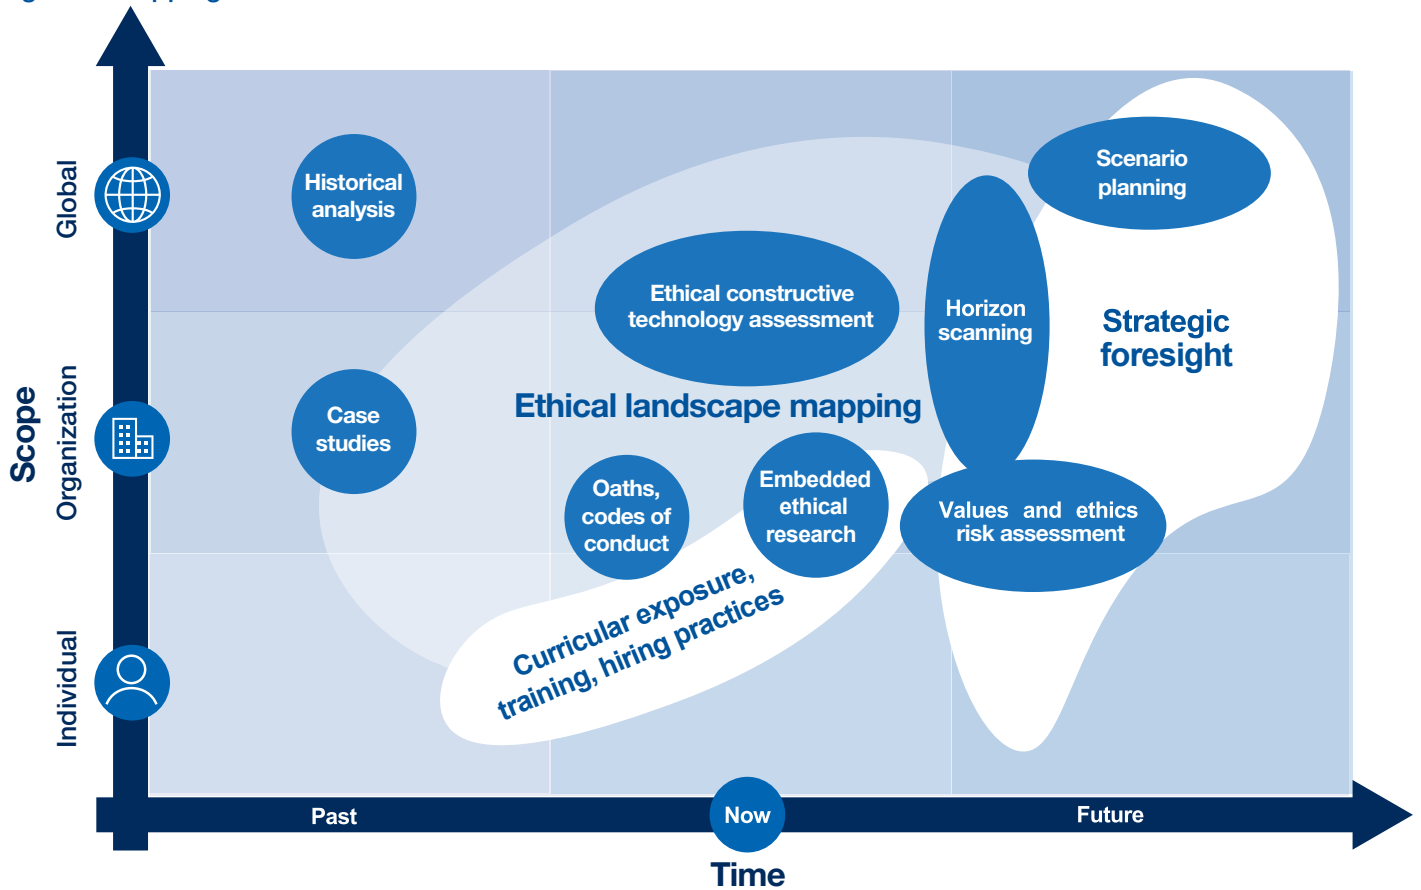 Global
Organization
Individual
Scope
Historical
analysis
Scenario
planning
Ethical constructive
technology assessment
Horizon
scanning
Strategic
foresight
Case
studies
Ethical landscape mapping
Oaths,
codes of
conduct
Embedded
ethical
research
Values and ethics
risk assessment
Curricular exposure,
training, hiring practices
Past
Now
Future
Time